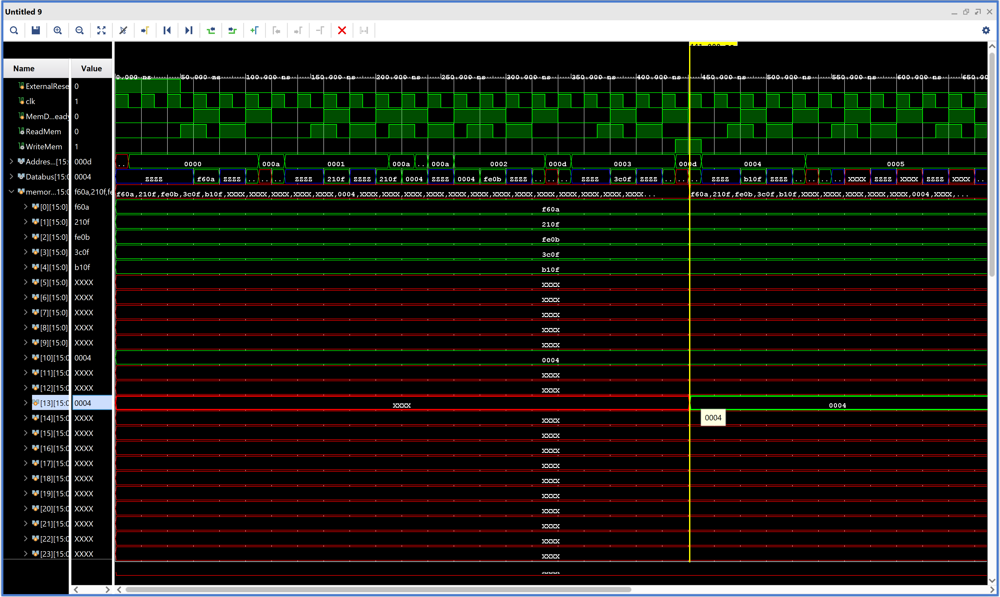 Untitled 9
Name Value
0.000 ns 50.000 ns 100.000 ns 150.000 ns 200.000 ns 250.000 ns 300.000 ns 350.000 ns 400.000 ns 450.000 ns 500.000 ns 550.000 ns 600.000 ns 650.00
ExternalRese 0
clk 1
MemD...eady 0
ReadMem 0
WriteMem 1
Addres...[15: 000d .. 0000 000a 0001 000a .. 000a 0002 000d 0003 000d 0004 0005
Databus[15:0 0004 ZZZZ f60a ZZZZ .. .. .. ZZZZ 210f ZZZZ 210f 0004 ZZZZ 0004 fe0b ZZZZ .. .. .. ZZZZ 3c0f ZZZZ .. .. .. ZZZZ b10f ZZZZ .. .. .. .. XXXX ZZZZ XXXX ZZZZ XXXX ..
memor...15:0 f60a,210f,fe f60a,210f,fe0b,3c0f,b10f,XXXX,XXXX,XXXX,XXXX,XXXX,0004,XXXX,XXXX,XXXX,XXXX,XXXX,XXXX,XXXX,XXXX,XXXX,XXXX,XXXX,XXXX,XXXX... f60a,210f,fe0b,3c0f,b10f,XXXX,XXXX,XXXX,XXXX,XXXX,0004,XXXX,...
[0][15:0] f60a f60a
[1][15:0] 210f 210f
[2][15:0] fe0b fe0b
[3][15:0] 3c0f 3c0f
[4][15:0] b10f b10f
[5][15:0] XXXX XXXX
[6][15:0] XXXX XXXX
[7][15:0] XXXX XXXX
[8][15:0] XXXX XXXX
[9][15:0] XXXX XXXX
[10][15:0 0004 0004
[11][15:0 XXXX XXXX
[12][15:0 XXXX XXXX
[13][15:0 0004 XXXX 0004
0004
[14][15:0 XXXX XXXX
[15][15:0 XXXX XXXX
[16][15:0 XXXX XXXX
[17][15:0 XXXX XXXX
[18][15:0 XXXX XXXX
[19][15:0 XXXX XXXX
[20][15:0 XXXX XXXX
[21][15:0 XXXX XXXX
[22][15:0 XXXX XXXX
[23][15:0 XXXX XXXX